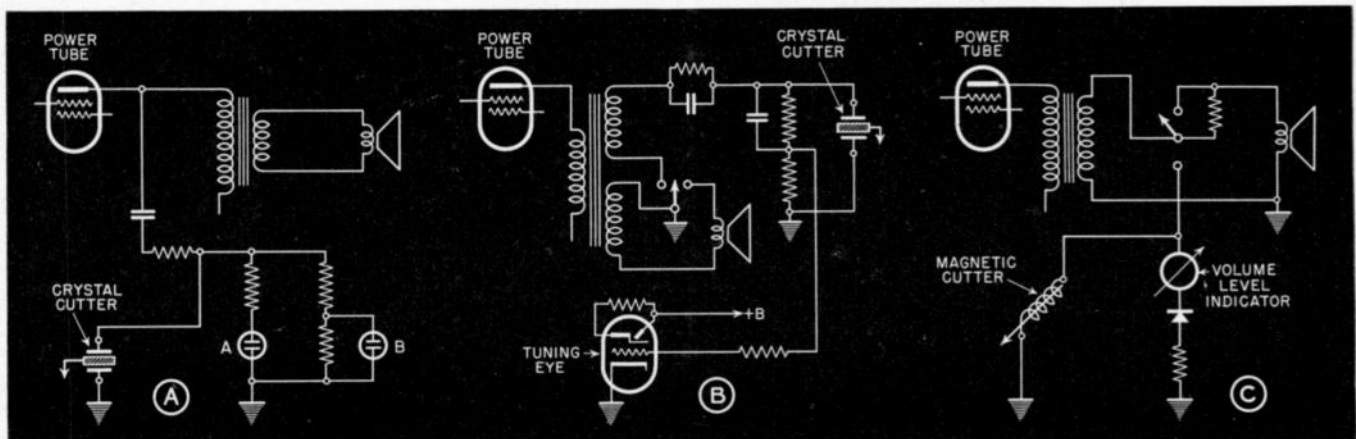 POWER
TUBE
CRYSTAL
CUTTER
A
B
A
POWER
TUBE
CRYSTAL
CUTTER
+B
TUNING
EYE
B
POWER
TUBE
MAGNETIC
CUTTER
VOLUME
LEVEL
INDICATOR
C